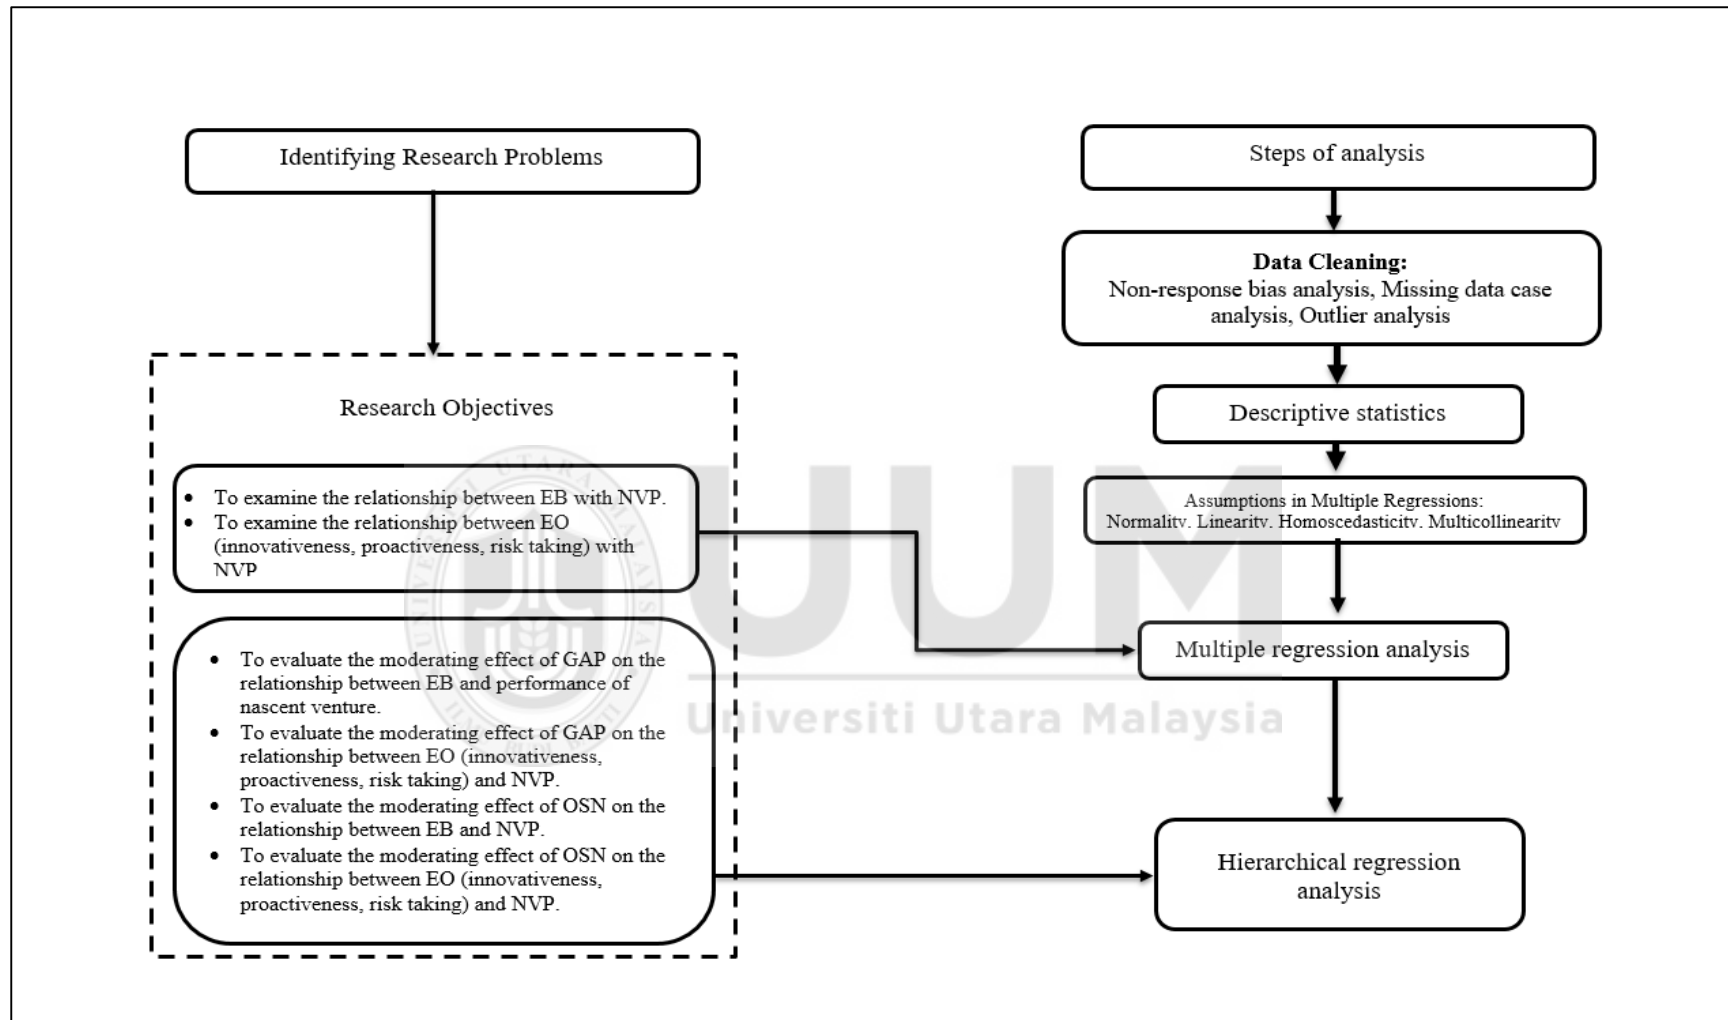 Identifying Research Problems
Research Objectives
• To examine the relationship between EB with NVP.
• To examine the relationship between EO
(innovativeness, proactiveness, risk taking) with
NVP
• To evaluate the moderating effect of GAP on the
relationship between EB and performance of
nascent venture.
• To evaluate the moderating effect of GAP on the
relationship between EO (innovativeness,
proactiveness, risk taking) and NVP.
• To evaluate the moderating effect of OSN on the
relationship between EB and NVP.
• To evaluate the moderating effect of OSN on the
relationship between EO (innovativeness,
proactiveness, risk taking) and NVP.
Steps of analysis
Data Cleaning:
Non-response bias analysis, Missing data case
analysis, Outlier analysis
Descriptive statistics
Assumptions in Multiple Regressions:
Normality. Linearity. Homoscedasticity. Multicollinearity
Multiple regression analysis
Hierarchical regression
analysis
UUM
Universiti Utara Malaysia
UNIVERSITI UTARA MALAYSIA